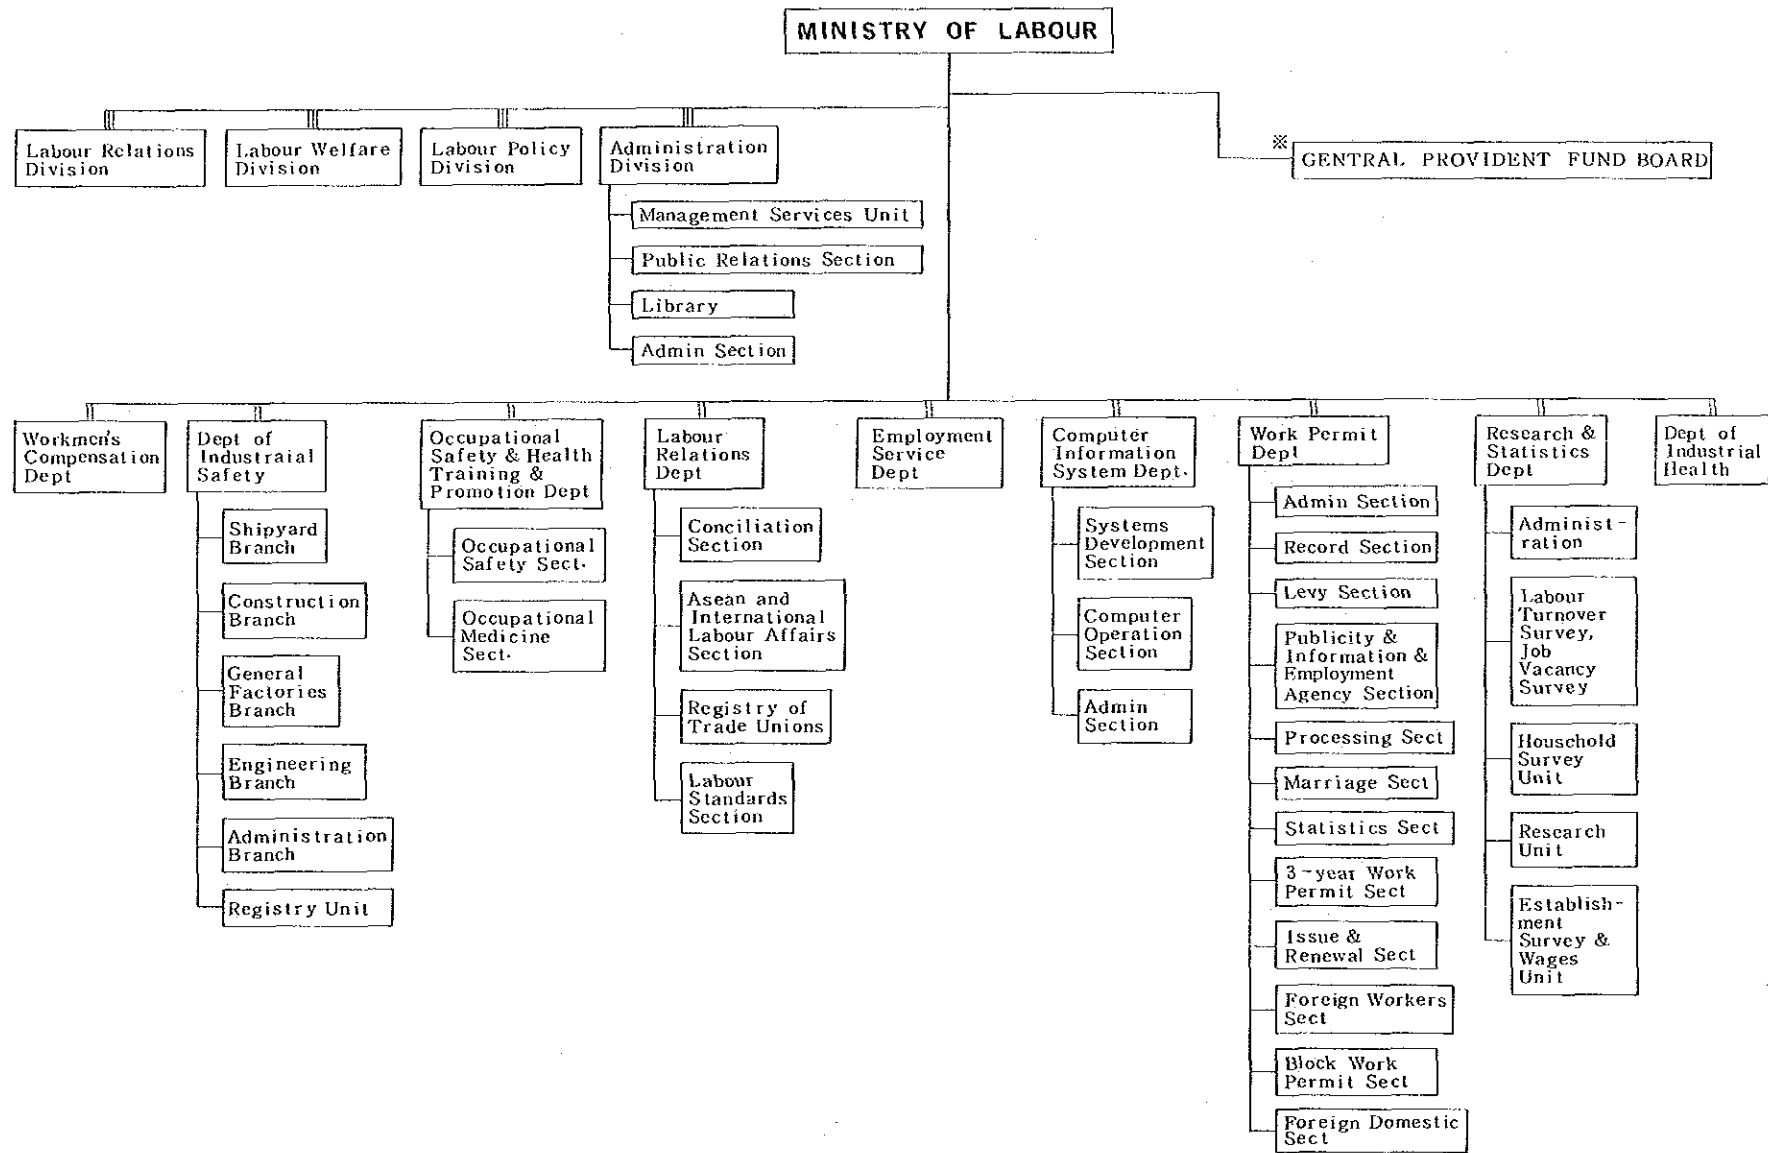 MINISTRY OF LABOUR
Labour Relations
Division
Labour Welfare
Division
Labour Policy
Division
Administration
Division
※
GENTRAL PROVIDENT FUND BOARD
Management Services Unit
Public Relations Section
Library
Admin Section
Workmen's
Compensation
Dept
Dept of
Industraial
Safety
Shipyard
Branch
Construction
Branch
General
Factories
Branch
Engineering
Branch
Administration
Branch
Registry Unit
Occupational
Safety & Health
Training &
Promotion Dept
Occupational
Safety Sect.
Occupational
Medicine
Sect.
Labour
Relations
Dept
Conciliation
Section
Asean and
International
Labour Affairs
Section
Registry of
Trade Unions
Labour
Standards
Section
Employment
Service
Dept
Computer
Information
System Dept.
Systems
Development
Section
Computer
Operation
Section
Admin
Section
Work Permit
Dept
Admin Section
Record Section
Levy Section
Publicity &
Information &
Employment
Agency Section
Processing Sect
Marriage Sect
Statistics Sect
3-year Work
Permit Sect
Issue &
Renewal Sect
Foreign Workers
Sect
Block Work
Permit Sect
Foreign Domestic
Sect
Research &
Statistics
Dept
Administ-
ration
Labour
Turnover
Survey,
Job
Vacancy
Survey
Household
Survey
Unit
Research
Unit
Establish-
ment
Survey &
Wages
Unit
Dept of
Industrial
Health